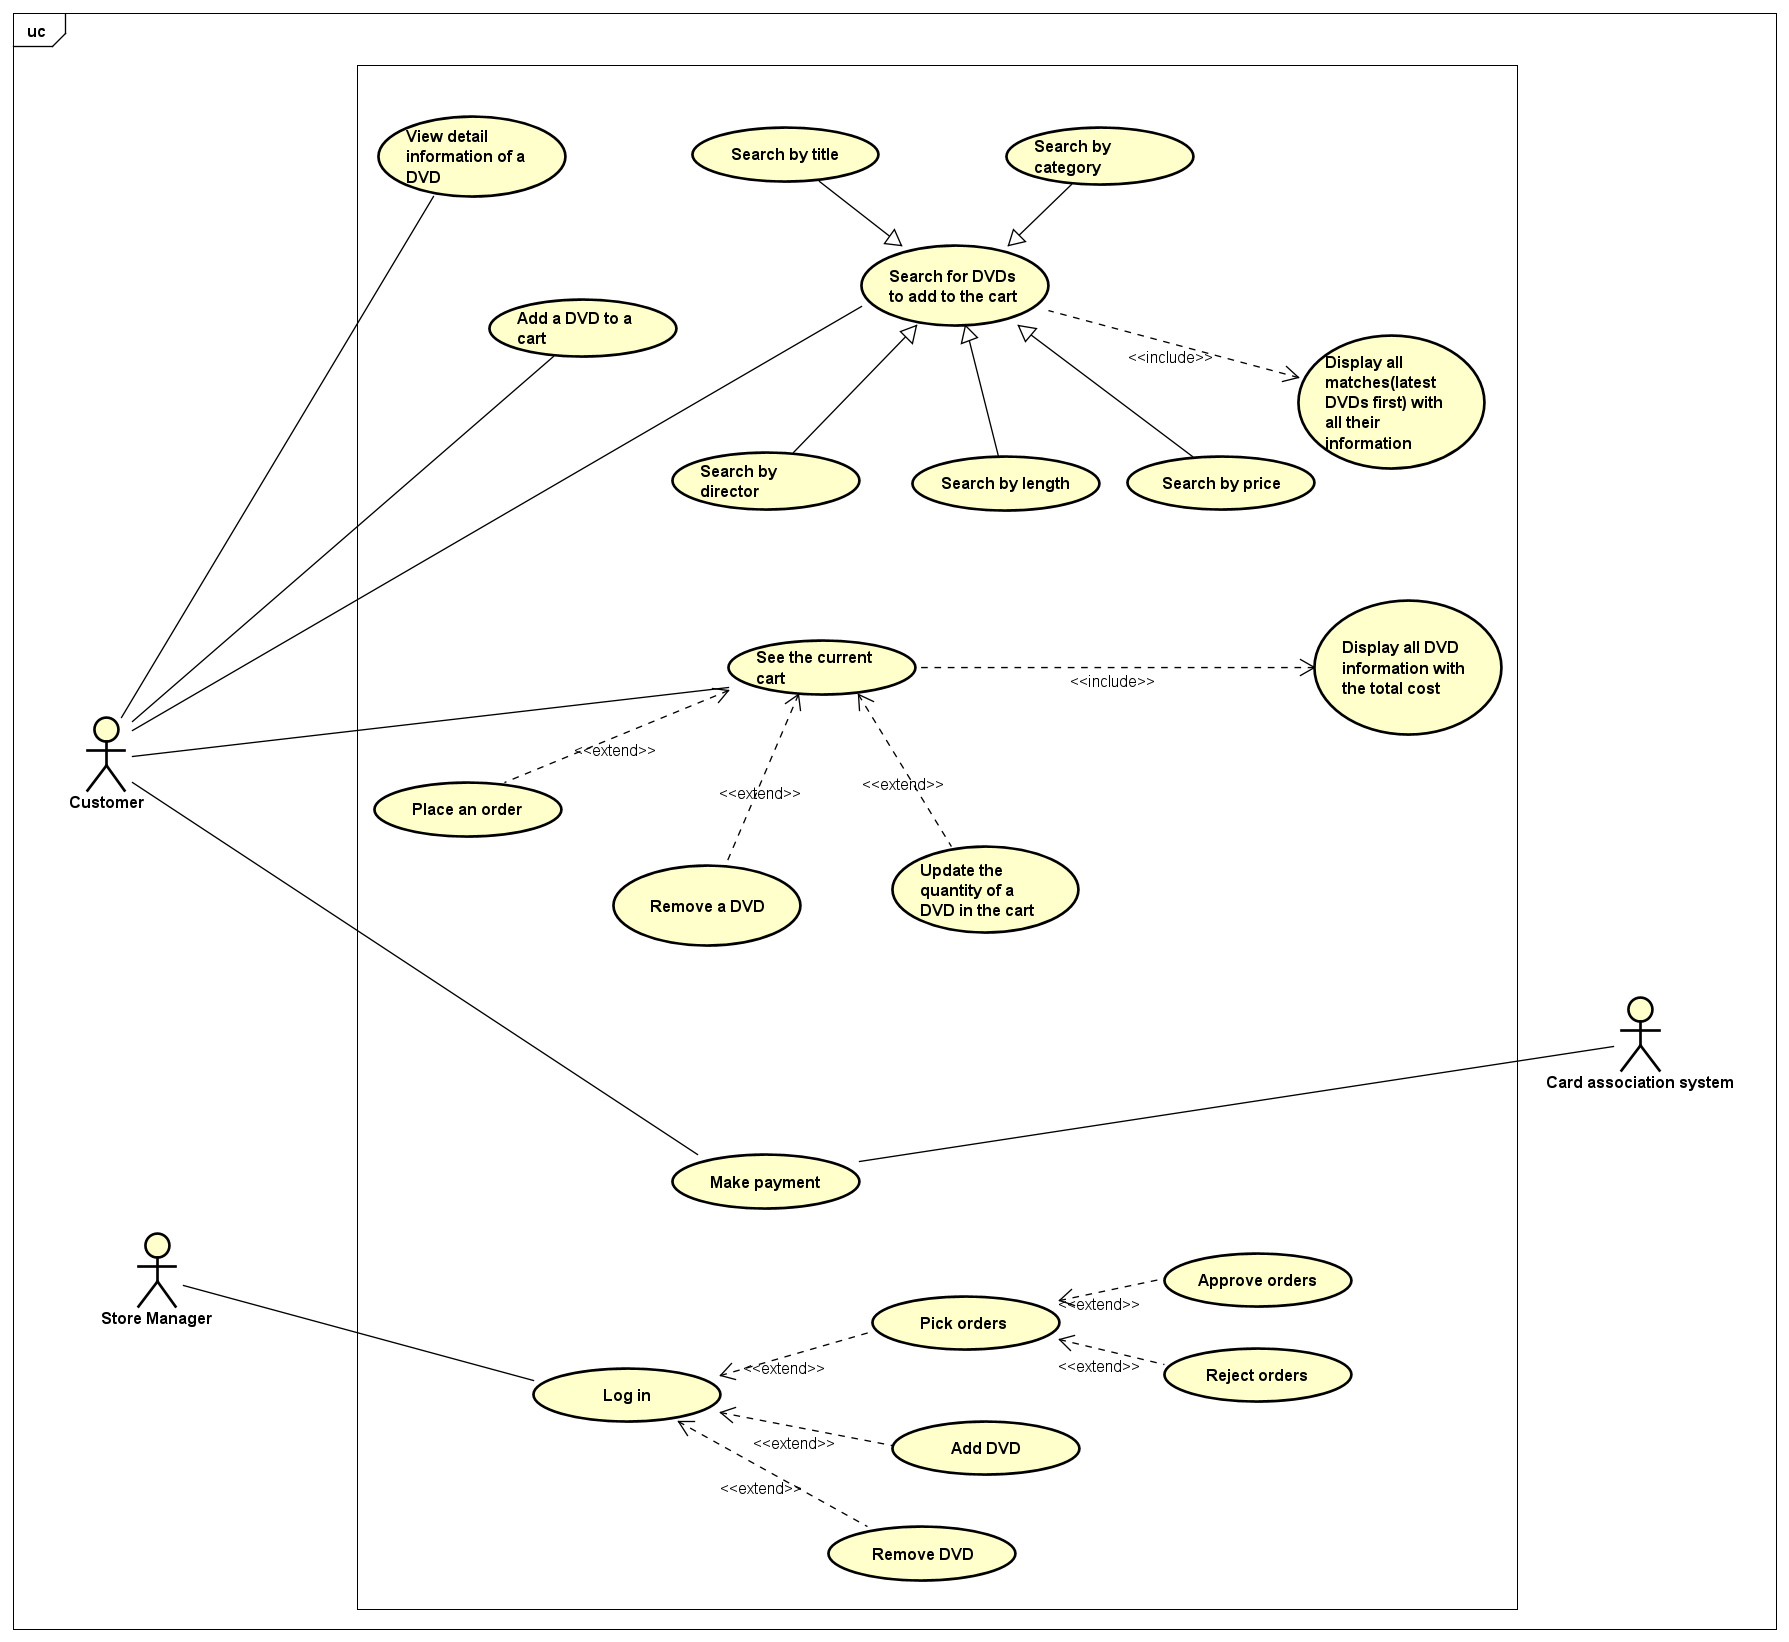 uc
View detail
information of a
DVD
Search by title
Search by
category
Search for DVDs
to add to the cart
Add a DVD to a
cart
<<include>>
Display all
matches(latest
DVDs first) with
all their
information
Search by
director
Search by length
Search by price
See the current
cart
<<include>>
Display all DVD
information with
the total cost
<<extend>>
<<extend>>
<<extend>>
Customer
Place an order
Remove a DVD
Update the
quantity of a
DVD in the cart
Card association system
Make payment
Store Manager
Pick orders
Approve orders
<<extend>>
<<extend>>
Reject orders
<<extend>>
Log in
<<extend>>
Add DVD
<<extend>>
Remove DVD